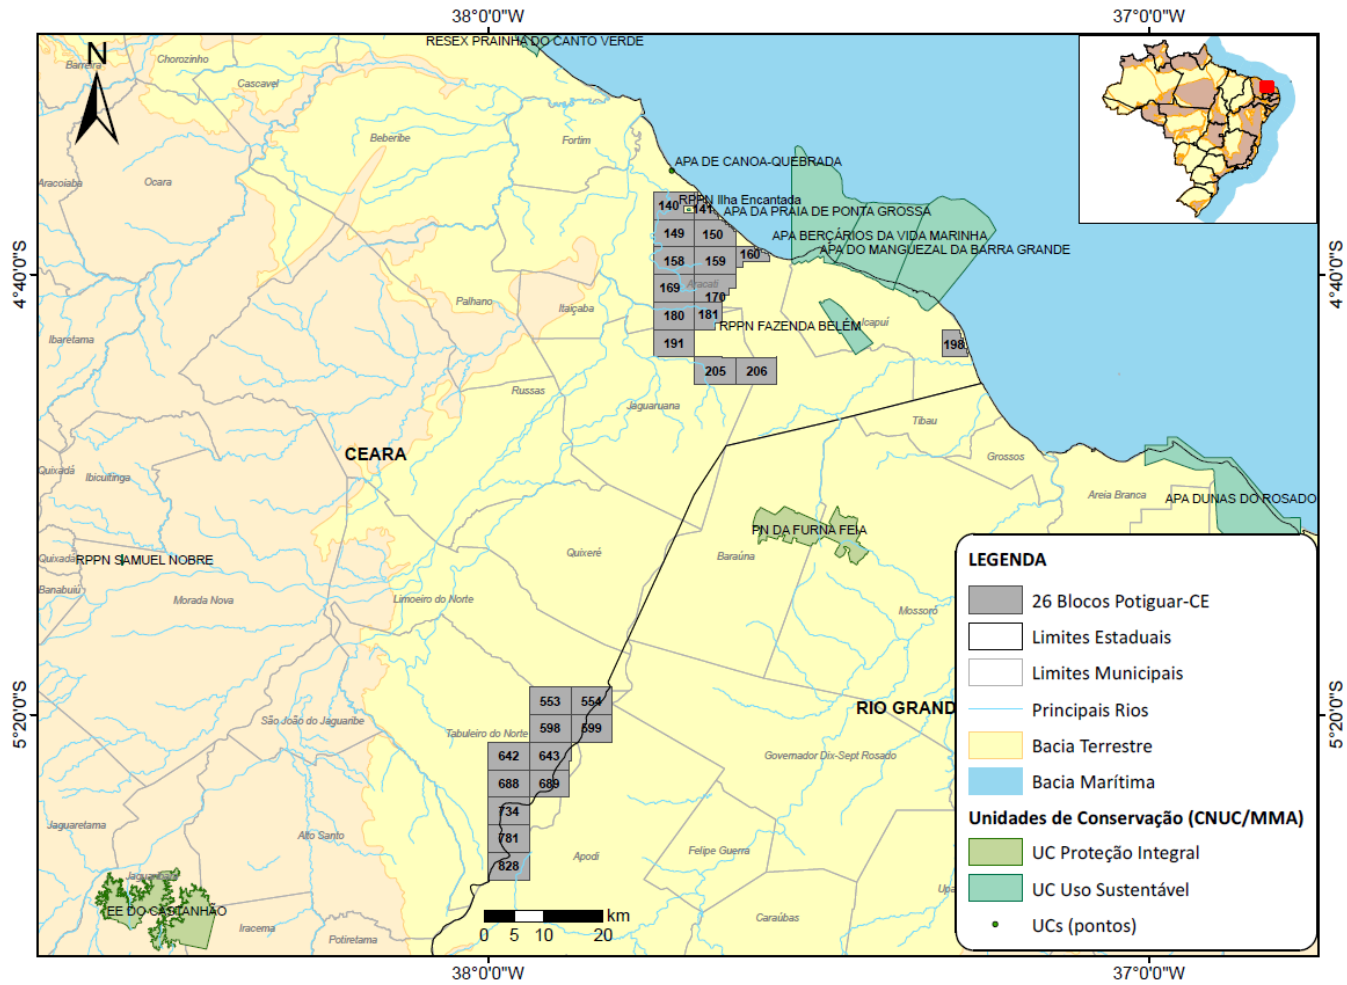 38°0'0"W
37°0'0"W
RESEX PRAINHA DO CANTO VERDE
N
Barreira
Chorozinho
Cascavel
Beberibe
Fortim
APA DE CANOA-QUEBRADA
Aracoiaba
Ocara
RPPN Ilha Encantada
140
141
APA DA PRAIA DE PONTA GROSSA
149
150
APA BERÇÁRIOS DA VIDA MARINHA
APA DO MANGUEZAL DA BARRA GRANDE
158
159
160
4°40'0"S
4°40'0"S
169
Aracati
170
Palhano
Itaiçaba
180
181
RPPN FAZENDA BELÉM
Icapuí
Ibaretama
191
198
205
206
Russas
Jaguaruana
Tibau
CEARA
Grossos
Quixadá
Ibicuitinga
Areia Branca
APA DUNAS DO ROSADO
PN DA FURNA FEIA
Quixadá
RPPN SAMUEL NOBRE
Quixeré
Baraúna
Banabuiú
Morada Nova
Limoeiro do Norte
Mossoró
LEGENDA
26 Blocos Potiguar-CE
Limites Estaduais
Limites Municipais
Principais Rios
Bacia Terrestre
Bacia Marítima
Unidades de Conservação (CNUC/MMA)
UC Proteção Integral
UC Uso Sustentável
UCs (pontos)
553
554
RIO GRAND
5°20'0"S
5°20'0"S
São João do Jaguaribe
Tabuleiro do Norte
598
599
642
643
Governador Dix-Sept Rosado
688
689
734
Jaguaretama
Alto Santo
781
Felipe Guerra
Apodi
828
Jaguaribara
Upa
EE DO CASTANHÃO
Iracema
Potiretama
Caraúbas
km
0 5 10 20
38°0'0"W
37°0'0"W